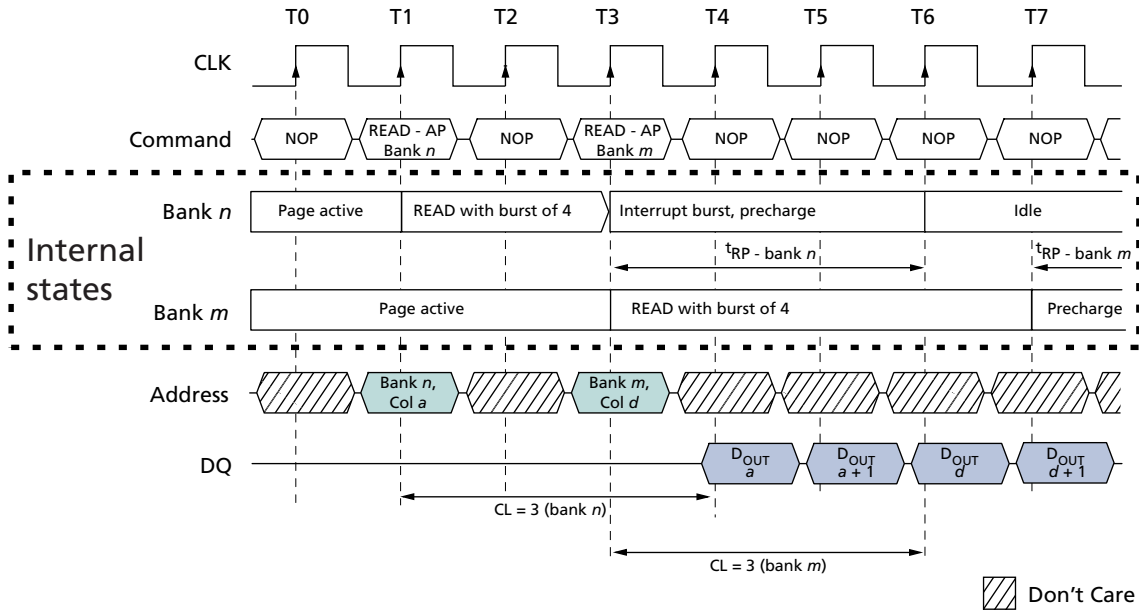 T0 T1 T2 T3 T4 T5 T6 T7
CLK
Command NOP READ - AP Bank n NOP READ - AP Bank m NOP NOP NOP NOP
Bank n Page active READ with burst of 4 Interrupt burst, precharge Idle
Internal states
tRP - bank n tRP - bank m
Bank m Page active READ with burst of 4 Precharge
Address Bank n, Col a Bank m, Col d
DQ DOUT a DOUT a + 1 DOUT d DOUT d + 1
CL = 3 (bank n)
CL = 3 (bank m)
Don't Care